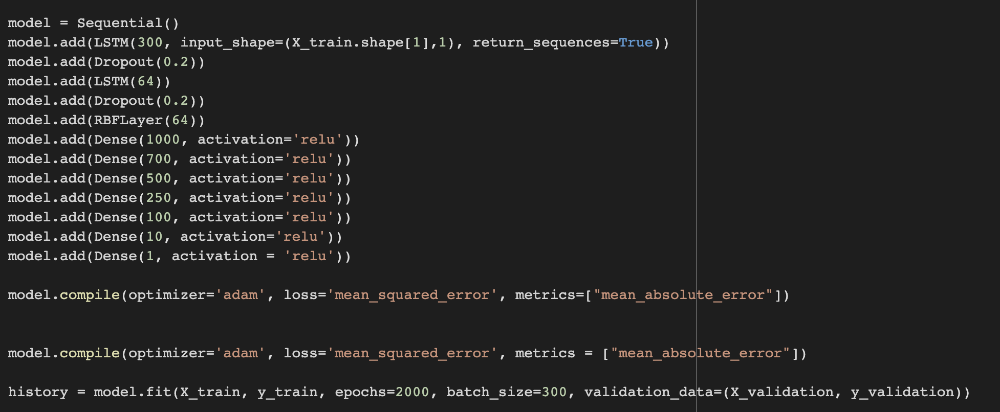 model = Sequential()
model.add(LSTM(300, input_shape=(X_train.shape[1],1), return_sequences=True))
model.add(Dropout(0.2))
model.add(LSTM(64))
model.add(Dropout(0.2))
model.add(RBFLayer(64))
model.add(Dense(1000, activation='relu'))
model.add(Dense(700, activation='relu'))
model.add(Dense(500, activation='relu'))
model.add(Dense(250, activation='relu'))
model.add(Dense(100, activation='relu'))
model.add(Dense(10, activation='relu'))
model.add(Dense(1, activation = 'relu'))
model.compile(optimizer='adam', loss='mean_squared_error', metrics=["mean_absolute_error"])
model.compile(optimizer='adam', loss='mean_squared_error', metrics = ["mean_absolute_error"])
history = model.fit(X_train, y_train, epochs=2000, batch_size=300, validation_data=(X_validation, y_validation))